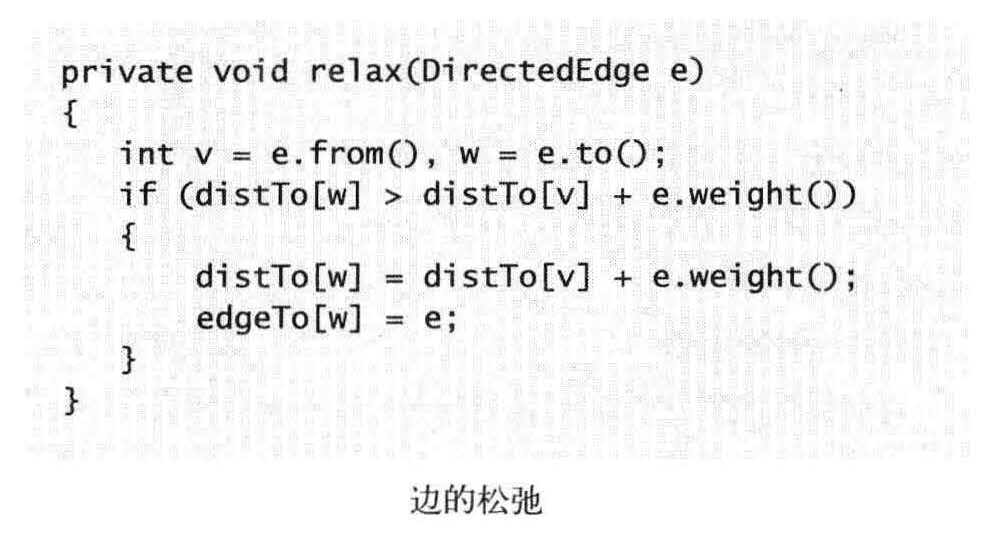 private void relax(DirectedEdge e)
{
int v = e.from(), w = e.to();
if (distTo[w] > distTo[v] + e.weight())
{
distTo[w] = distTo[v] + e.weight();
edgeTo[w] = e;
}
}
边的松弛